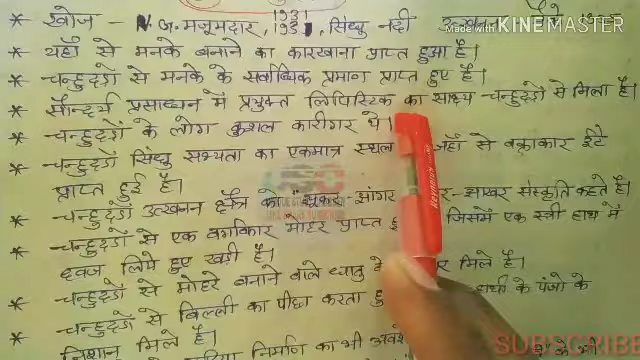 Made With
KINEMASTER
* खोज - N. J. मजूमदार, 1931, सिंधु नदी
* यहाँ से मनके बनाने का कारखाना प्राप्त हुआ है।
* चन्हुदड़ों से मनके के सर्वाधिक प्रमाण प्राप्त हुए है।
* सौन्दर्य प्रसाधन में प्रयुक्त लिपिस्टिक का साक्ष्य चन्हुदड़ो से मिला है।
* चन्हुदड़ों के लोग कुशल कारीगर थे।
* चन्हुदड़ों सिंधु सभ्यता का एकमात्र स्थल जहाँ से वक्राकार ईटे
प्राप्त हुई है।
* चन्हुदड़ों उत्खनन क्षेत्र को झूकर- झांगर झाकर संस्कृति कहते है।
* चन्हुदड़ों से एक वर्गाकार मोहर प्राप्त जिसमें एक स्त्री हाथ में
ध्वज लिये हुए खड़ी है।
* चन्हुदड़ों से मोहरे बनाने वाले धातु के मिले है।
* चन्हुदड़ों से बिल्ली का पीछा करता के पंजो के
निशान मिले है।
निर्माण का भी
SUBSCRIBE